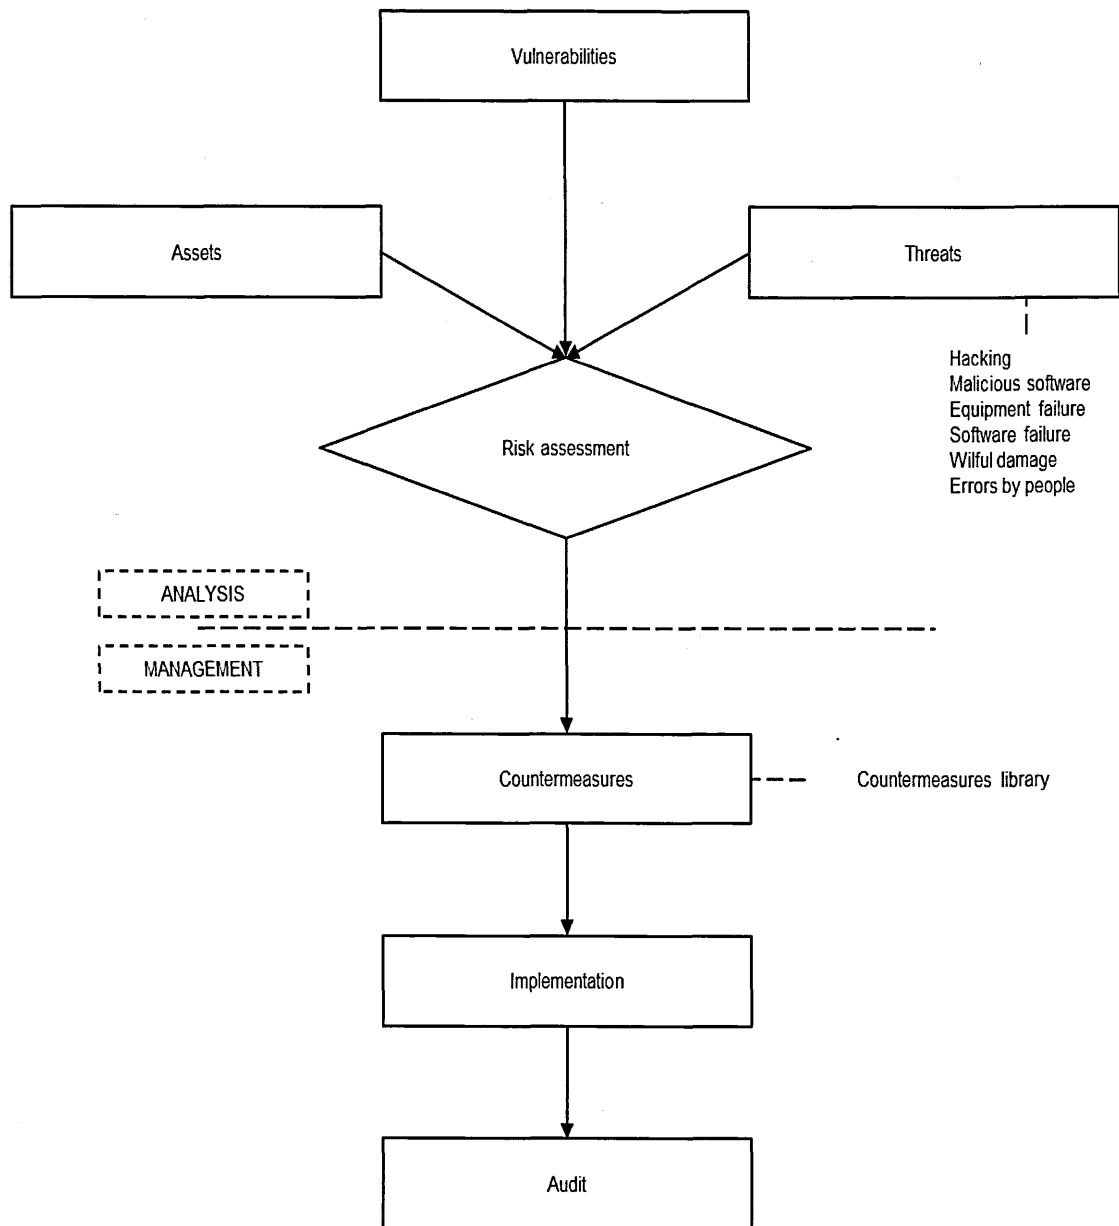 Vulnerabilities
Assets
Threats
Hacking
Malicious software
Equipment failure
Software failure
Wilful damage
Errors by people
Risk assessment
ANALYSIS
MANAGEMENT
Countermeasures
Countermeasures library
Implementation
Audit